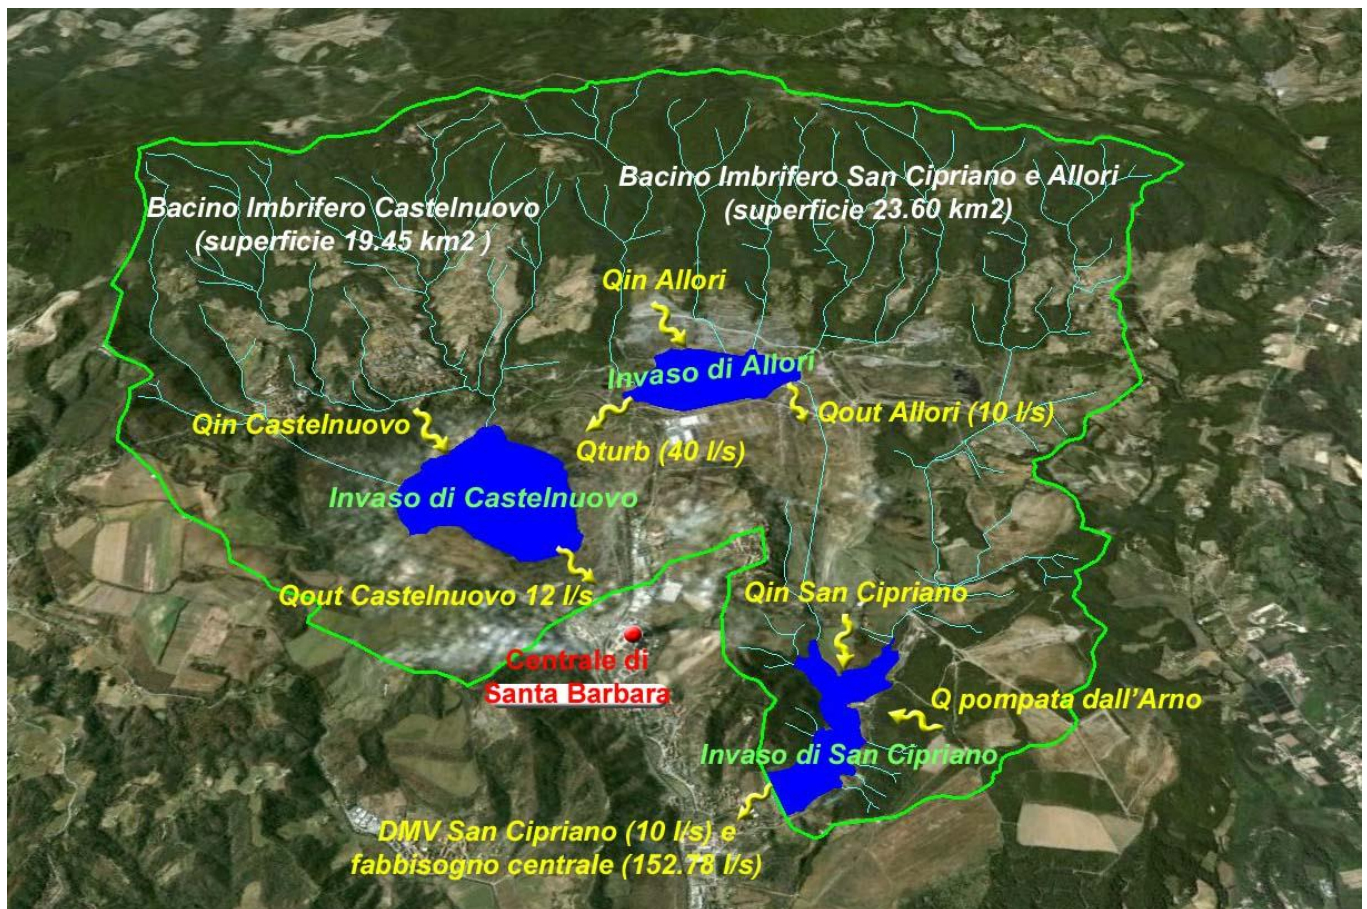 Bacino Imbrifero San Cipriano e Allori
(superficie 23.60 km2)
Bacino Imbrifero Castelnuovo
(superficie 19.45 km2 )
Qin Allori
Invaso di Allori
Qin Castelnuovo
Qout Allori (10 l/s)
Qturb (40 l/s)
Invaso di Castelnuovo
Qout Castelnuovo 12 l/s
Qin San Cipriano
Centrale di
Santa Barbara
Q pompata dall'Arno
Invaso di San Cipriano
DMV San Cipriano (10 l/s) e
fabbisogno centrale (152.78 l/s)